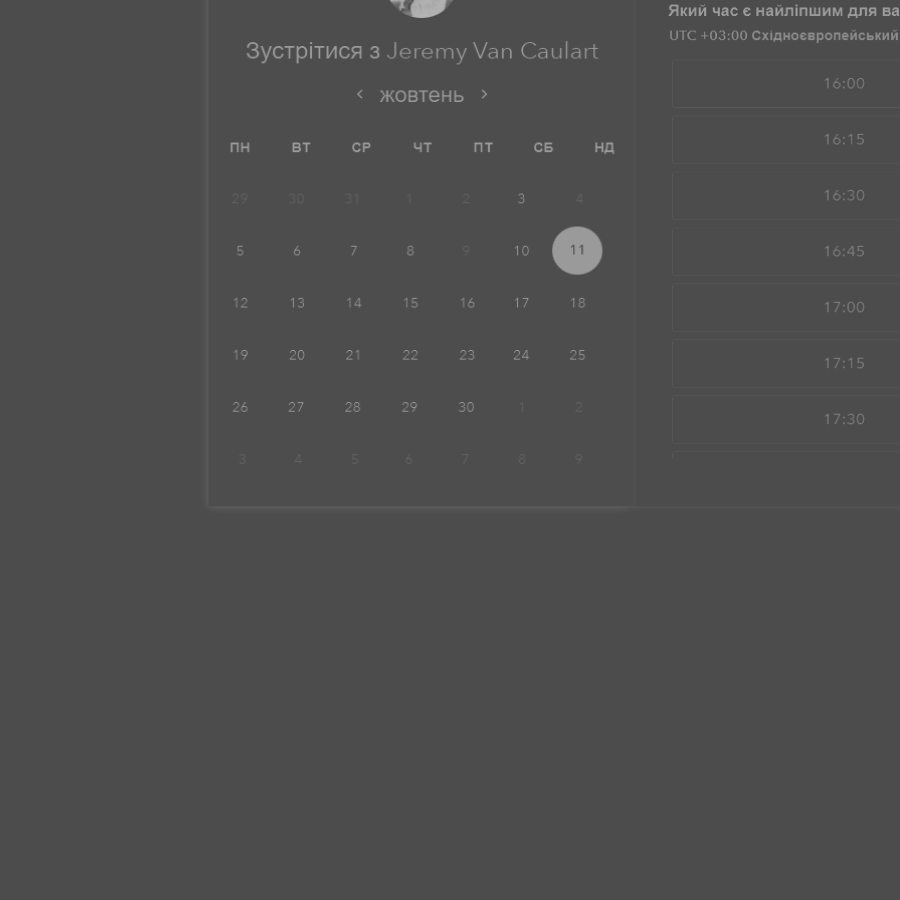 Зустрітися з Jeremy Van Caulart
‹ жовтень ›
ПН ВТ СР ЧТ ПТ СБ НД
29 30 31 1 2 3 4
5 6 7 8 9 10 11
12 13 14 15 16 17 18
19 20 21 22 23 24 25
26 27 28 29 30 1 2
3 4 5 6 7 8 9
Який час є найліпшим для ва
UTC +03:00 Східноєвропейський
16:00
16:15
16:30
16:45
17:00
17:15
17:30